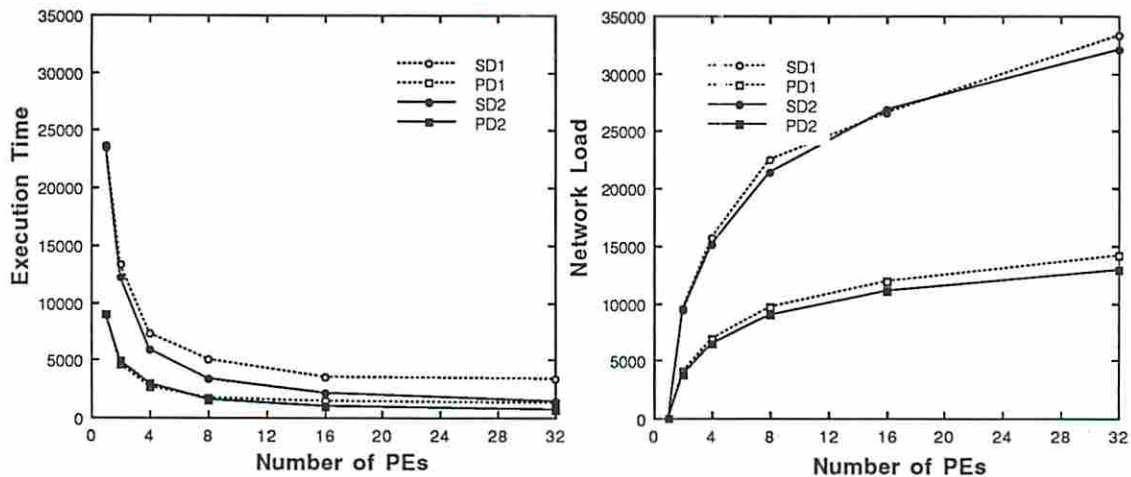 35000
30000
25000
20000
15000
10000
5000
0
Execution Time
SD1
PD1
SD2
PD2
0 4 8 12 16 20 24 28 32
Number of PEs
35000
30000
25000
20000
15000
10000
5000
0
Network Load
SD1
PD1
SD2
PD2
0 4 8 12 16 20 24 28 32
Number of PEs